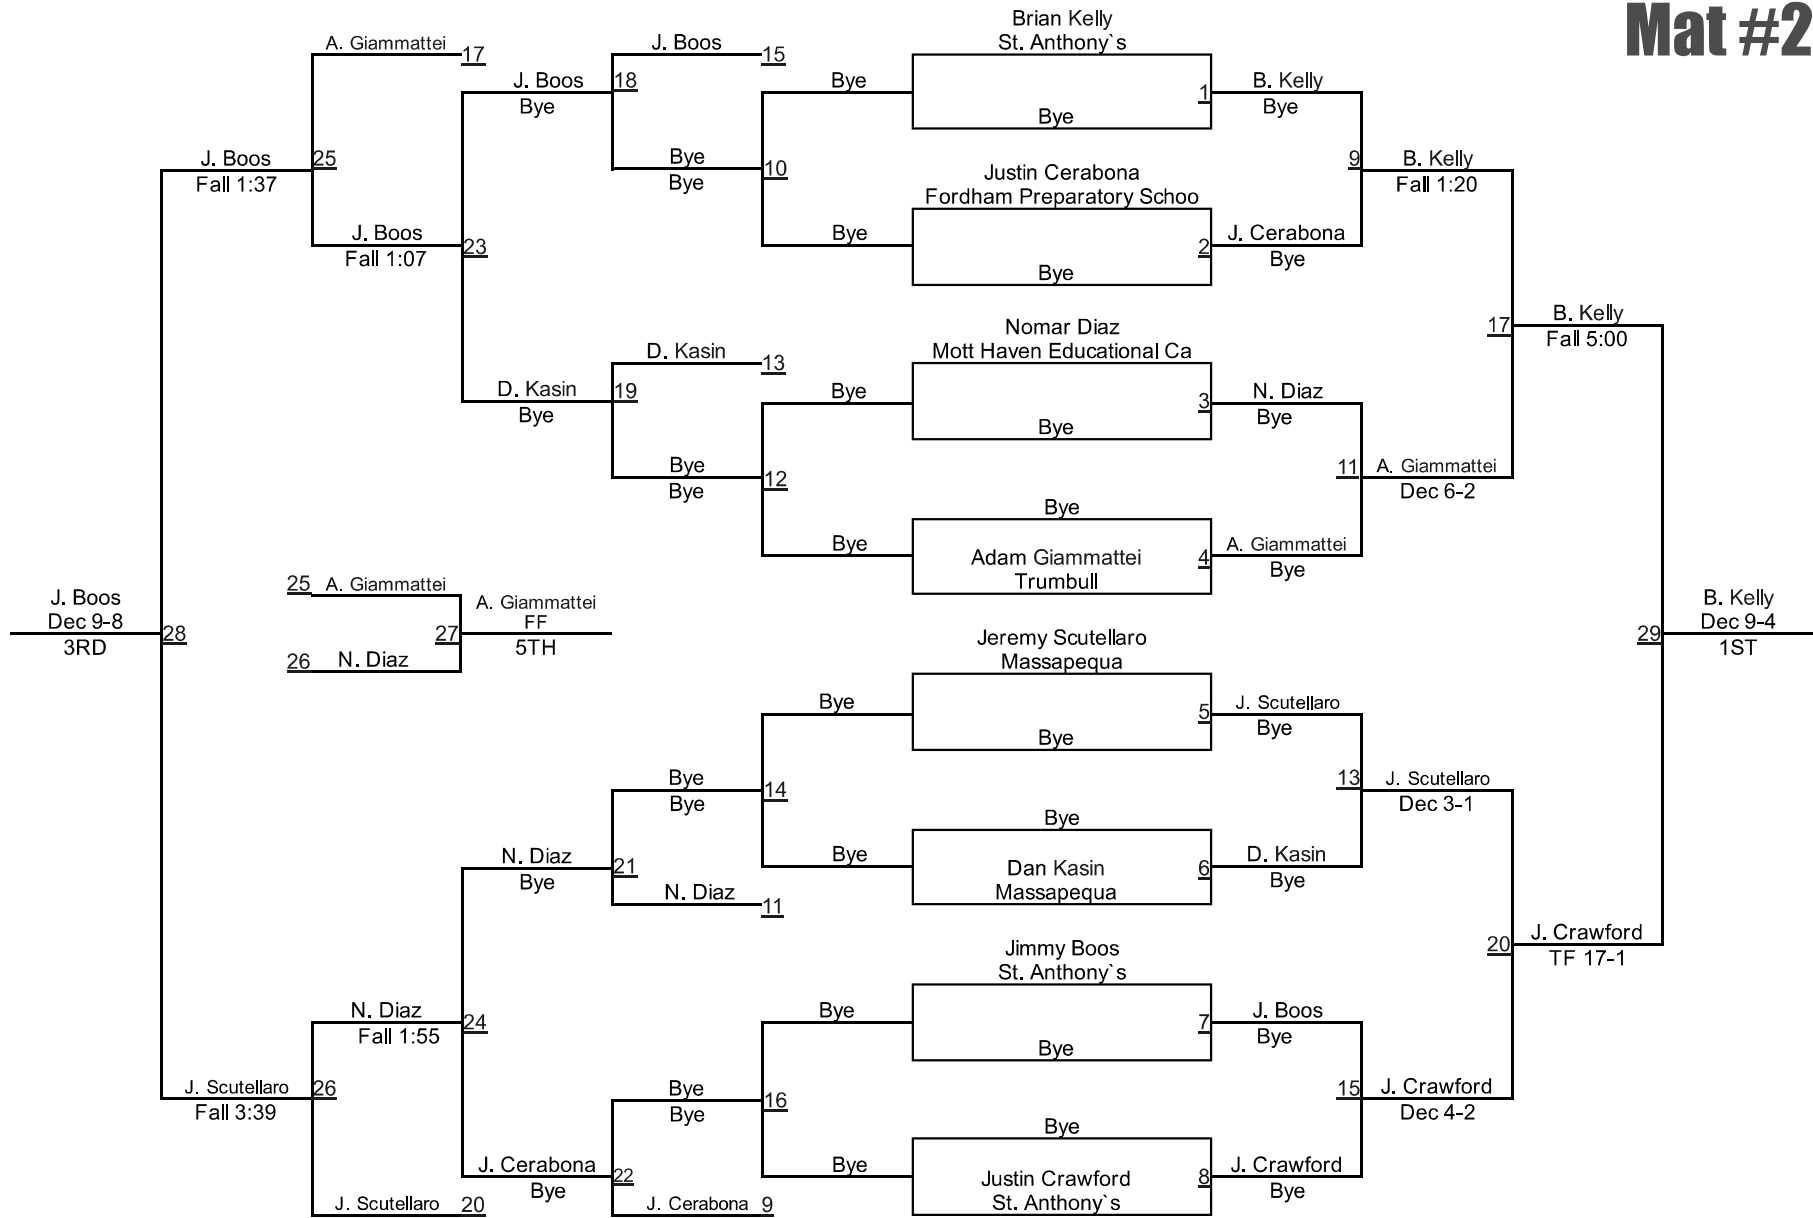 Mat #2
Brian Kelly
St. Anthony`s
A. Giammattei
17
J. Boos
15
J. Boos
Bye
18
Bye
1
B. Kelly
Bye
Bye
J. Boos
Fall 1:37
25
Bye
Bye
10
Justin Cerabona
Fordham Preparatory Schoo
9
B. Kelly
Fall 1:20
J. Boos
Fall 1:07
23
Bye
2
J. Cerabona
Bye
Bye
Nomar Diaz
Mott Haven Educational Ca
17
B. Kelly
Fall 5:00
D. Kasin
13
D. Kasin
Bye
19
Bye
3
N. Diaz
Bye
Bye
Bye
Bye
12
11
A. Giammattei
Dec 6-2
Bye
Bye
Adam Giammattei
Trumbull
4
A. Giammattei
Bye
25
A. Giammattei
J. Boos
Dec 9-8
3RD
28
27
A. Giammattei
FF
5TH
26
N. Diaz
29
B. Kelly
Dec 9-4
1ST
Jeremy Scutellaro
Massapequa
Bye
5
J. Scutellaro
Bye
Bye
Bye
Bye
14
13
J. Scutellaro
Dec 3-1
Bye
N. Diaz
Bye
21
Bye
Dan Kasin
Massapequa
6
D. Kasin
Bye
N. Diaz
11
20
J. Crawford
TF 17-1
Jimmy Boos
St. Anthony`s
N. Diaz
Fall 1:55
24
Bye
7
J. Boos
Bye
Bye
J. Scutellaro
Fall 3:39
26
Bye
Bye
16
15
J. Crawford
Dec 4-2
Bye
J. Cerabona
Bye
22
Bye
Justin Crawford
St. Anthony`s
8
J. Crawford
Bye
J. Scutellaro
20
J. Cerabona
9